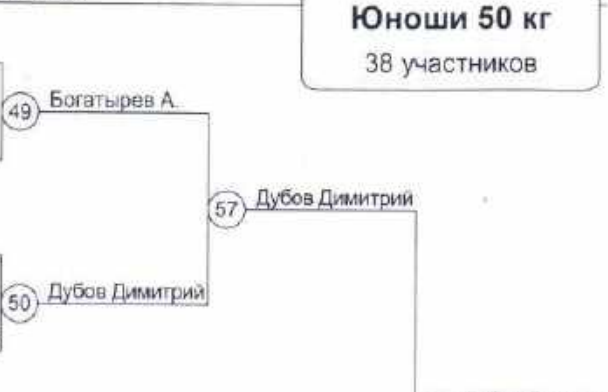 Юноши 50 кг
38 участников
49 Богатырев А.
57 Дубов Димитрий
50 Дубов Димитрий